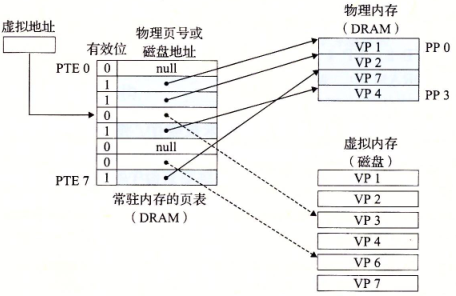 虚拟地址
物理页号或
有效位 磁盘地址
PTE 0 0 null
1
1
0
1
0 null
0
PTE 7 1
常驻内存的页表
（DRAM）
物理内存
（DRAM）
VP 1 PP 0
VP 2
VP 7
VP 4 PP 3
虚拟内存
（磁盘）
VP 1
VP 2
VP 3
VP 4
VP 6
VP 7